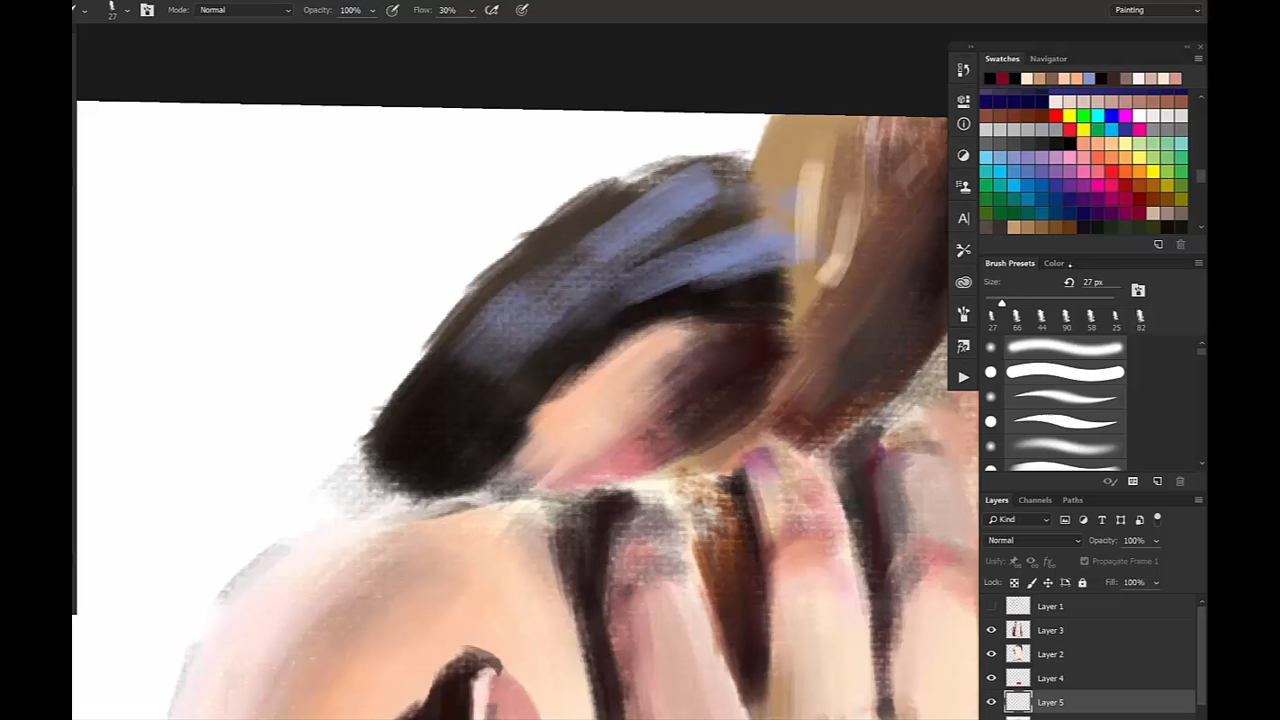 27 Mode: Normal Opacity: 100% Flow: 30% Painting
Swatches Navigator
Brush Presets Color
Size: 27 px
27 66 44 90 58 25 82
Layers Channels Paths
Kind
Normal Opacity: 100%
Unify: Propagate Frame 1
Lock: Fill: 100%
Layer 1
Layer 3
Layer 2
Layer 4
Layer 5